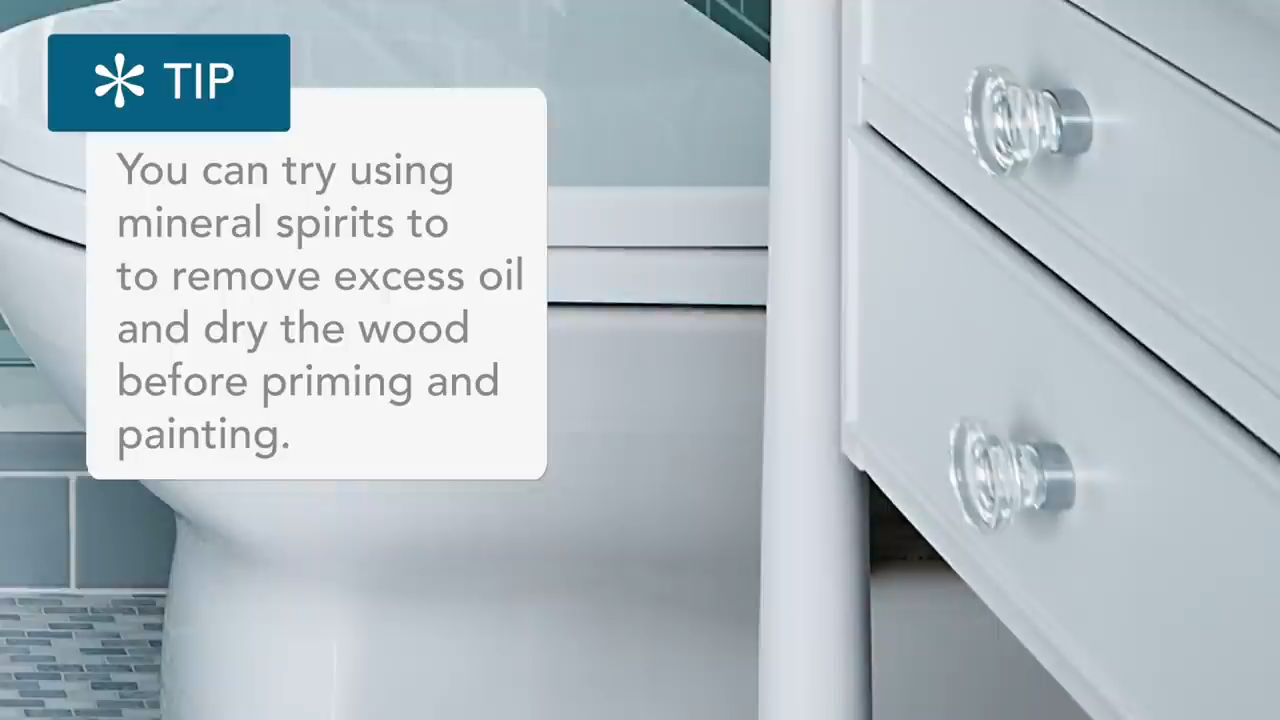 * TIP
You can try using
mineral spirits to
to remove excess oil
and dry the wood
before priming and
painting.